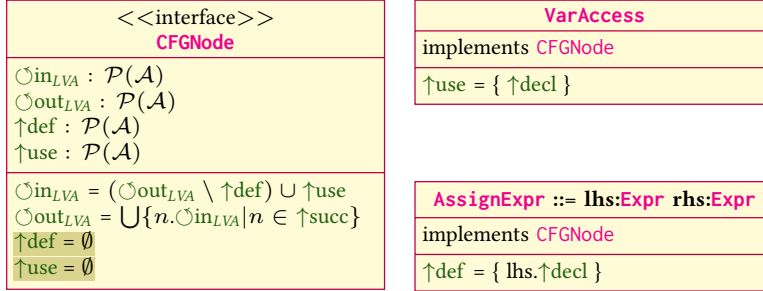 <<interface>>
CFGNode
↺in_LVA : 𝒫(𝒜)
↺out_LVA : 𝒫(𝒜)
↑def : 𝒫(𝒜)
↑use : 𝒫(𝒜)
↺in_LVA = (↺out_LVA \ ↑def) ∪ ↑use
↺out_LVA = ⋃{n.↺in_LVA|n ∈ ↑succ}
↑def = ∅
↑use = ∅
VarAccess
implements CFGNode
↑use = { ↑decl }
AssignExpr ::= lhs:Expr rhs:Expr
implements CFGNode
↑def = { lhs.↑decl }